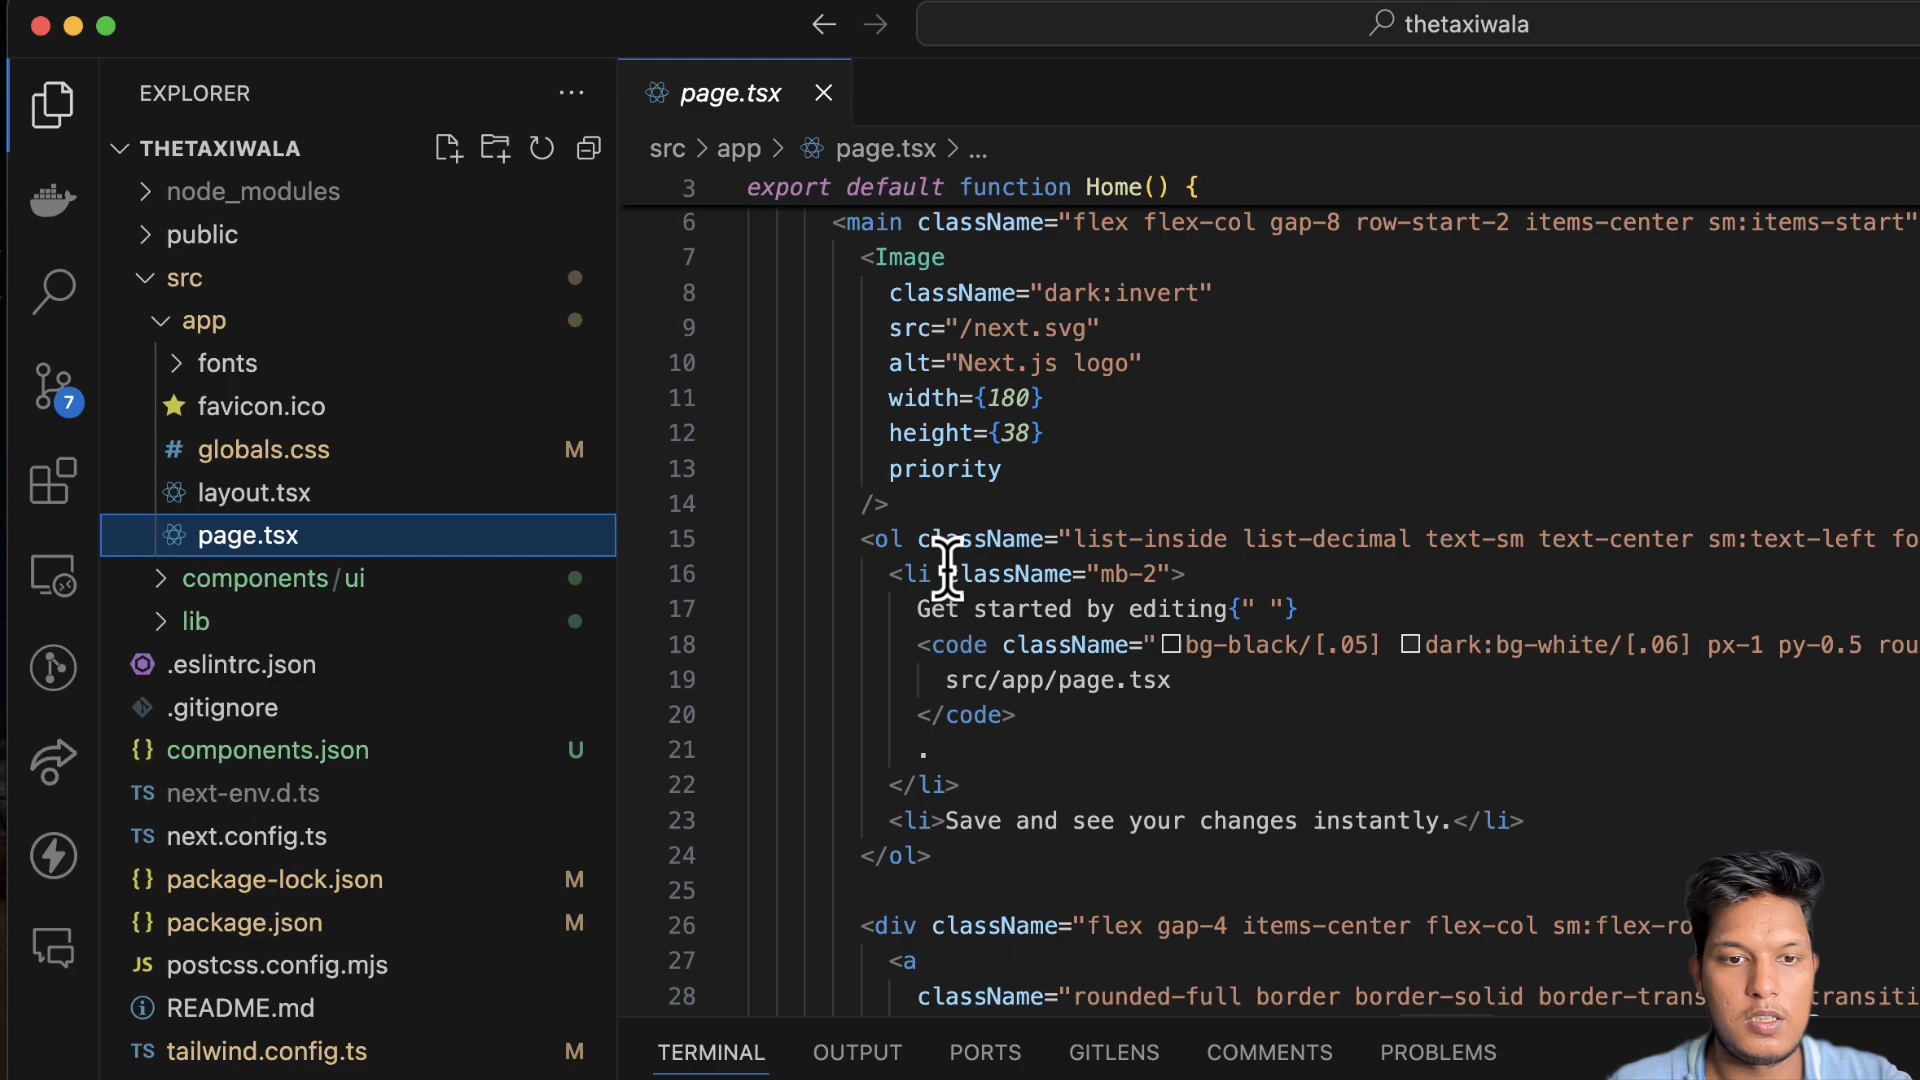 thetaxiwala
EXPLORER
page.tsx
THETAXIWALA
node_modules
public
src
app
fonts
favicon.ico
# globals.css M
layout.tsx
page.tsx
components/ui
lib
.eslintrc.json
.gitignore
{} components.json U
TS next-env.d.ts
TS next.config.ts
{} package-lock.json M
{} package.json M
JS postcss.config.mjs
README.md
TS tailwind.config.ts M
7
src > app > page.tsx > ...
3 export default function Home() {
6 <main className="flex flex-col gap-8 row-start-2 items-center sm:items-start"
7 <Image
8 className="dark:invert"
9 src="/next.svg"
10 alt="Next.js logo"
11 width={180}
12 height={38}
13 priority
14 />
15 <ol className="list-inside list-decimal text-sm text-center sm:text-left fo
16 <li className="mb-2">
17 Get started by editing{" "}
18 <code className="bg-black/[.05] dark:bg-white/[.06] px-1 py-0.5 rou
19 src/app/page.tsx
20 </code>
21 .
22 </li>
23 <li>Save and see your changes instantly.</li>
24 </ol>
25
26 <div className="flex gap-4 items-center flex-col sm:flex-ro
27 <a
28 className="rounded-full border border-solid border-trans transiti
TERMINAL OUTPUT PORTS GITLENS COMMENTS PROBLEMS